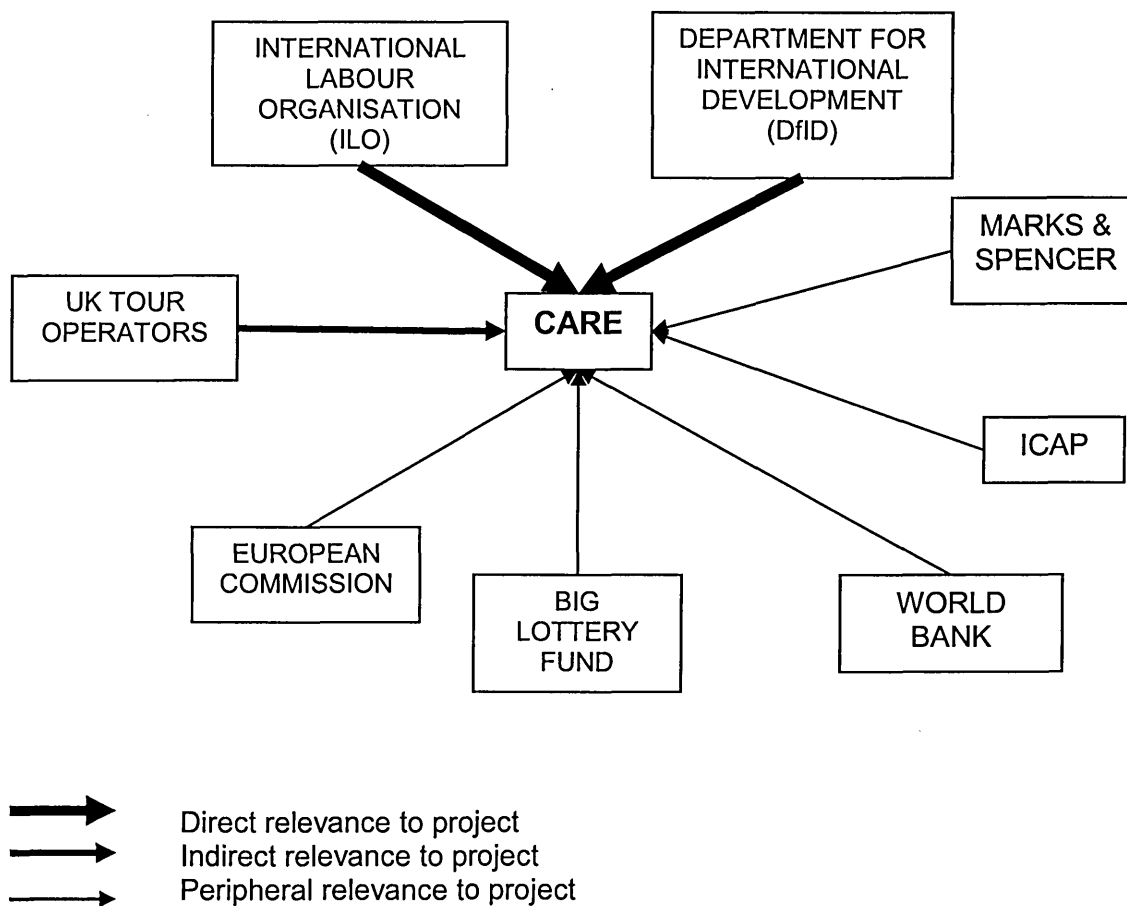 INTERNATIONAL
LABOUR
ORGANISATION
(ILO)
DEPARTMENT FOR
INTERNATIONAL
DEVELOPMENT
(DfID)
MARKS &
SPENCER
UK TOUR
OPERATORS
CARE
ICAP
EUROPEAN
COMMISSION
BIG
LOTTERY
FUND
WORLD
BANK
Direct relevance to project
Indirect relevance to project
Peripheral relevance to project